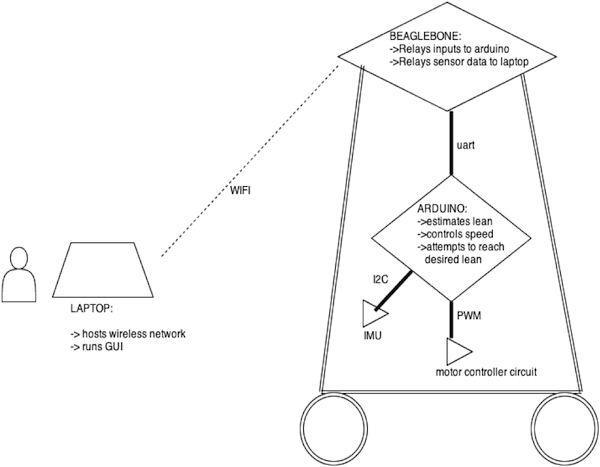 BEAGLEBONE:
->Relays inputs to arduino
->Relays sensor data to laptop
uart
WIFI
ARDUINO:
->estimates lean
->controls speed
->attempts to reach
desired lean
I2C
IMU
PWM
motor controller circuit
LAPTOP:
-> hosts wireless network
-> runs GUI